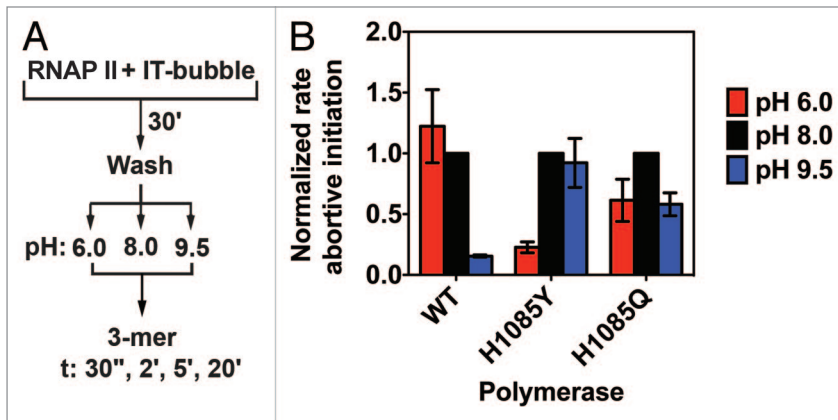 A
RNAP II + IT-bubble
30'
Wash
pH: 6.0 8.0 9.5
3-mer
t: 30", 2', 5', 20'
B
Normalized rate
abortive initiation
2.0
1.5
1.0
0.5
0.0
WT
H1085Y
H1085Q
Polymerase
pH 6.0
pH 8.0
pH 9.5